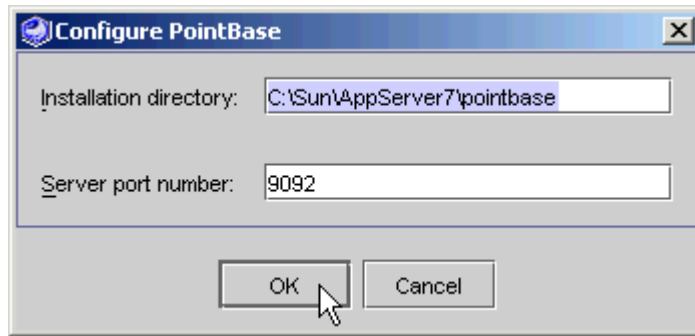 Configure PointBase
Installation directory: C:\Sun\AppServer7\pointbase
Server port number: 9092
OK Cancel